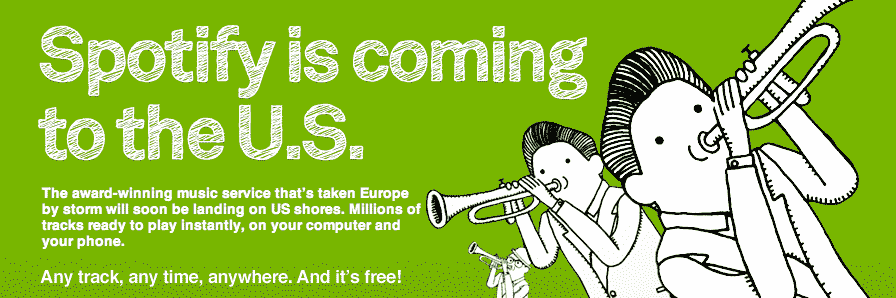 Spotify is coming
to the U.S.
The award-winning music service that's taken Europe
by storm will soon be landing on US shores. Millions of
tracks ready to play instantly, on your computer and
your phone.
Any track, any time, anywhere. And it's free!